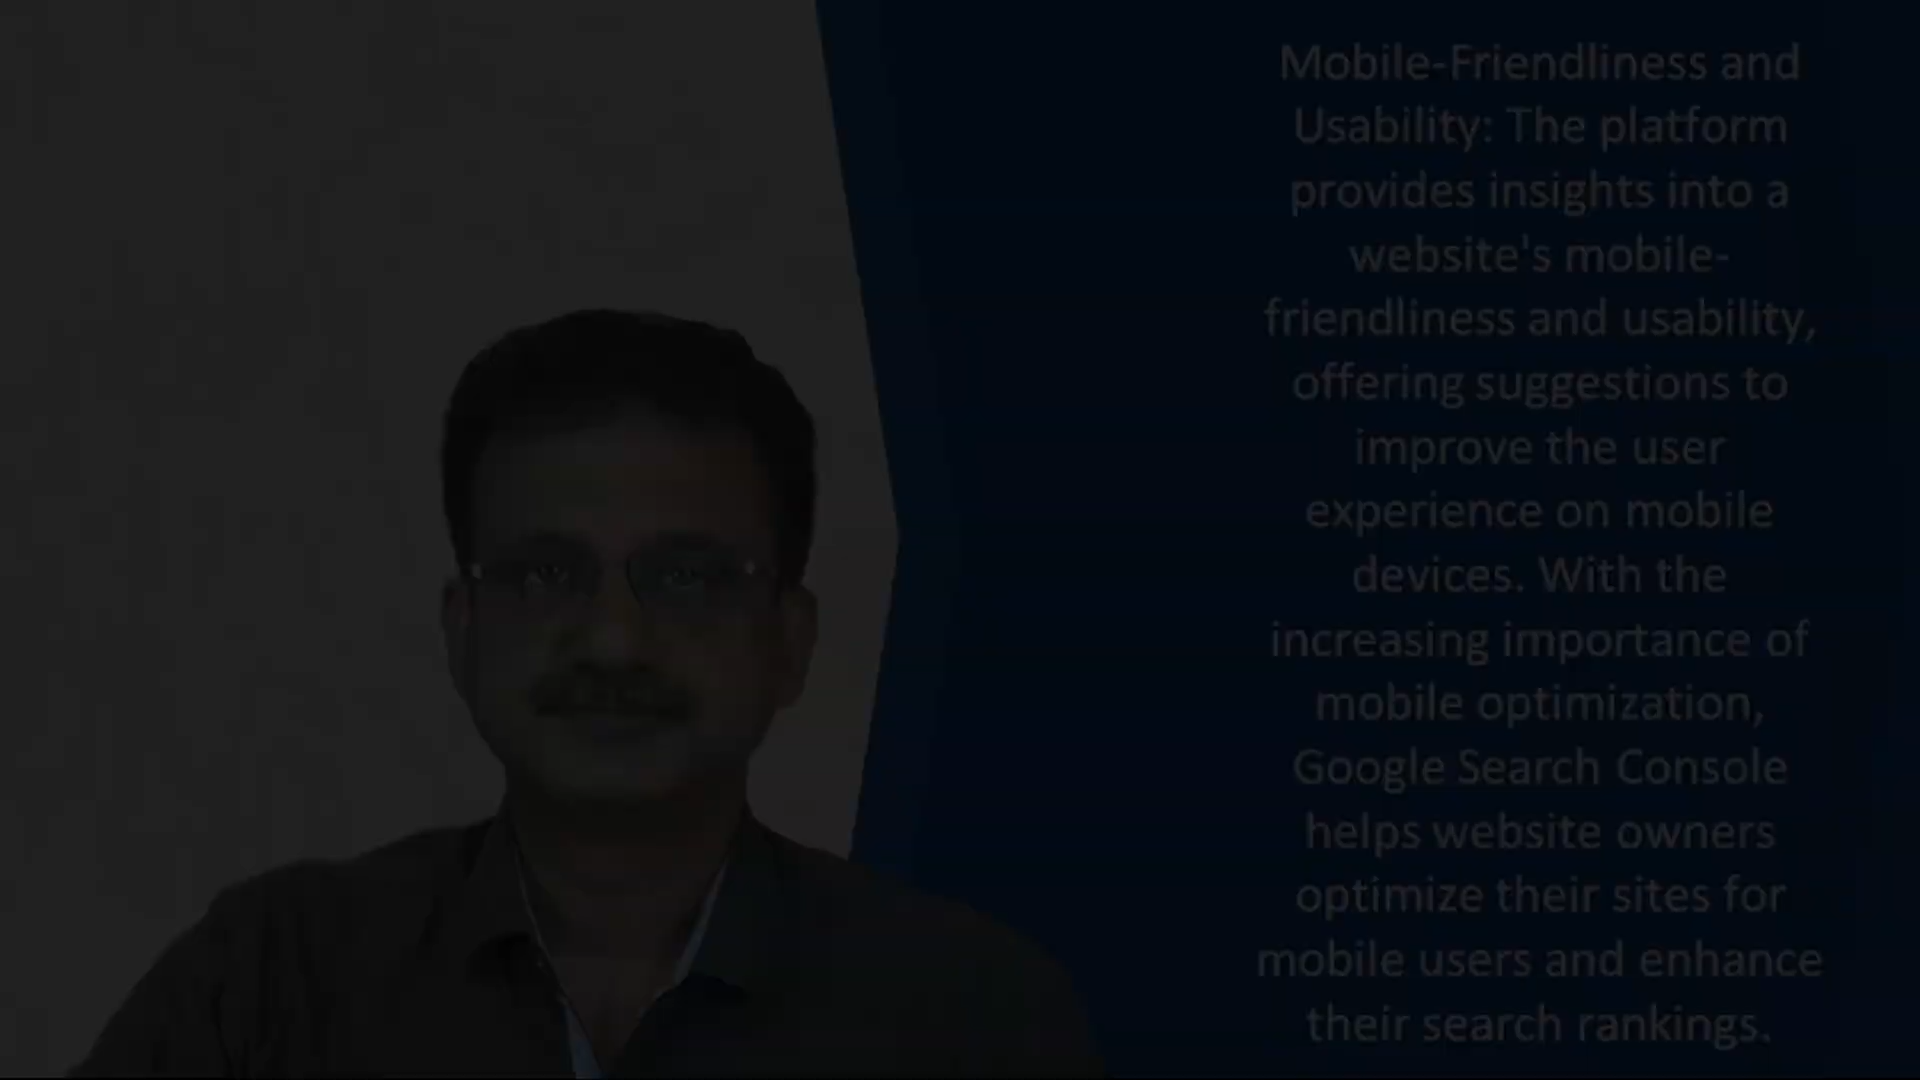 Mobile-Friendliness and
Usability: The platform
provides insights into a
website's mobile-
friendliness and usability,
offering suggestions to
improve the user
experience on mobile
devices. With the
increasing importance of
mobile optimization,
Google Search Console
helps website owners
optimize their sites for
mobile users and enhance
their search rankings.